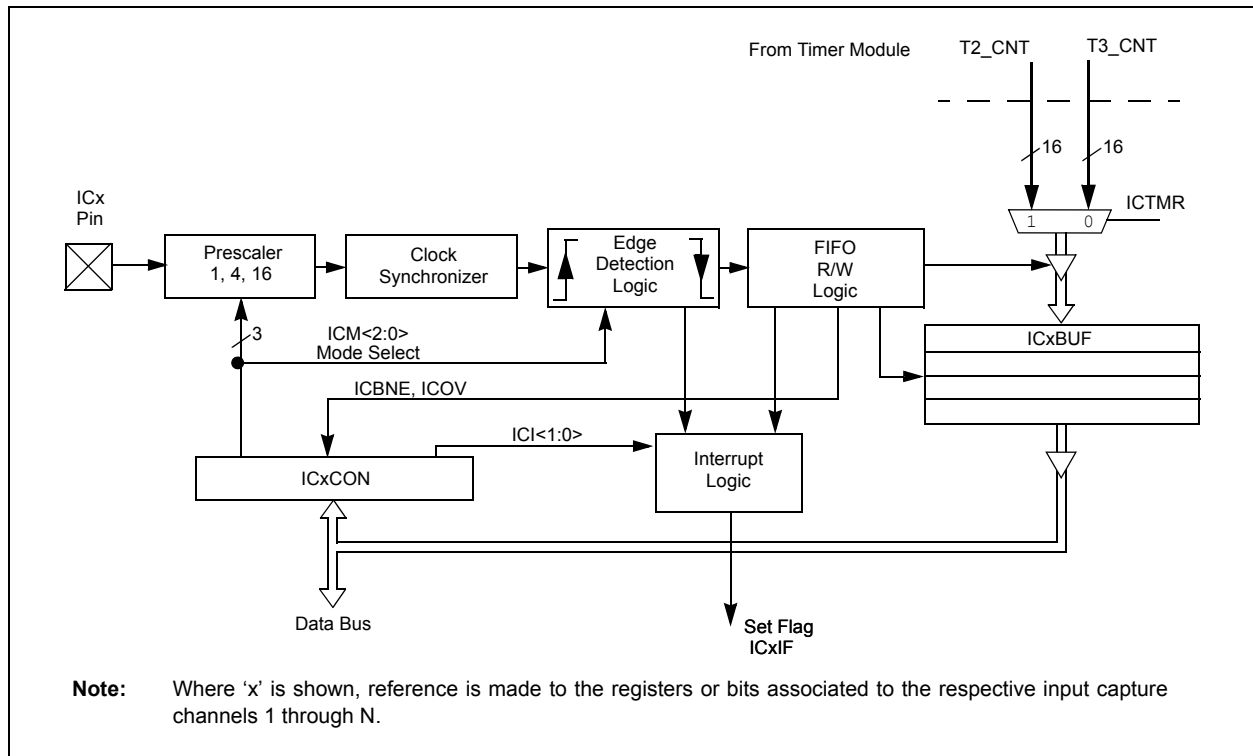 From Timer Module
T2_CNT
T3_CNT
16
16
ICx
Pin
ICTMR
1
0
Prescaler
1, 4, 16
Clock
Synchronizer
Edge
Detection
Logic
FIFO
R/W
Logic
3
ICM<2:0>
Mode Select
ICxBUF
ICBNE, ICOV
ICI<1:0>
ICxCON
Interrupt
Logic
Data Bus
Set Flag
ICxIF
Note: Where ‘x’ is shown, reference is made to the registers or bits associated to the respective input capture
channels 1 through N.